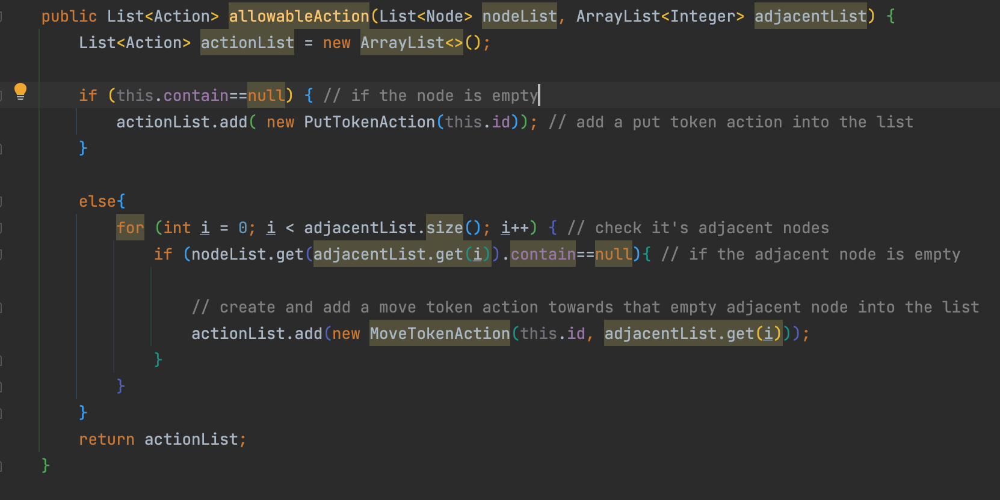 public List<Action> allowableAction(List<Node> nodeList, ArrayList<Integer> adjacentList) {
List<Action> actionList = new ArrayList<>();
if (this.contain==null) { // if the node is empty
actionList.add( new PutTokenAction(this.id)); // add a put token action into the list
}
else{
for (int i = 0; i < adjacentList.size(); i++) { // check it's adjacent nodes
if (nodeList.get(adjacentList.get(i)).contain==null){ // if the adjacent node is empty
// create and add a move token action towards that empty adjacent node into the list
actionList.add(new MoveTokenAction(this.id, adjacentList.get(i)));
}
}
}
return actionList;
}